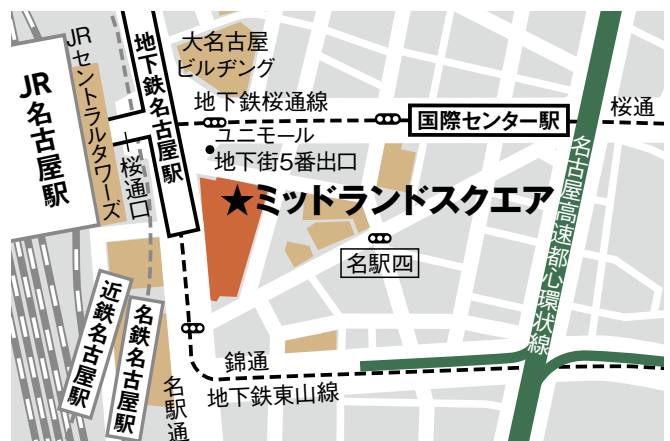 JR名古屋駅
JRセントラルタワーズ
桜通口
地下鉄名古屋駅
大名古屋
ビルヂング
地下鉄桜通線
国際センター駅
桜通
ユニモール
地下街5番出口
★ミッドランドスクエア
名駅四
名古屋高速都心環状線
近鉄名古屋駅
名鉄名古屋駅
名駅通
錦通
地下鉄東山線